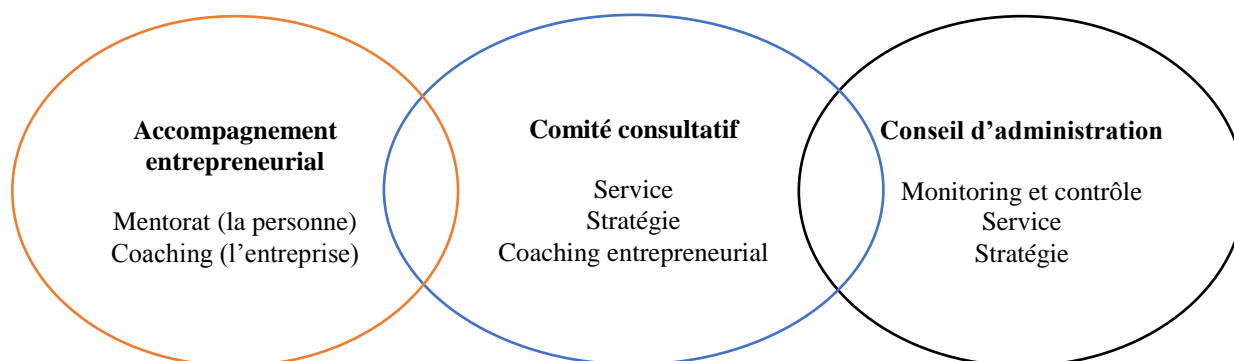 Accompagnement
entrepreneurial
Mentorat (la personne)
Coaching (l’entreprise)
Comité consultatif
Service
Stratégie
Coaching entrepreneurial
Conseil d’administration
Monitoring et contrôle
Service
Stratégie